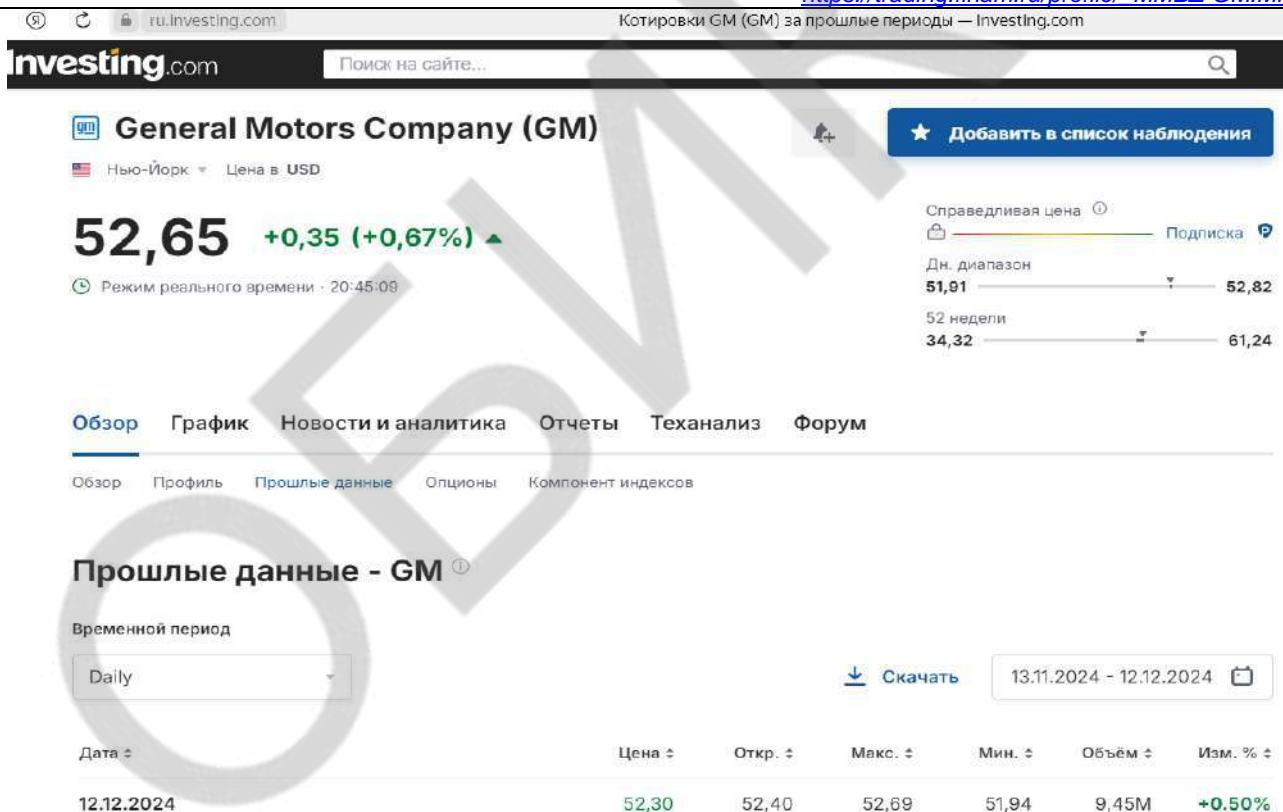 ru.investing.com
Котировки GM (GM) за прошлые периоды — Investing.com
Investing.com
Поиск на сайте...
General Motors Company (GM)
Добавить в список наблюдения
Нью-Йорк Цена в USD
52,65 +0,35 (+0,67%)
Режим реального времени · 20:45:09
Справедливая цена
Подписка
Дн. диапазон
51,91 52,82
52 недели
34,32 61,24
Обзор График Новости и аналитика Отчеты Теханализ Форум
Обзор Профиль Прошлые данные Опционы Компонент индексов
Прошлые данные - GM
Временной период
Daily
Скачать
13.11.2024 - 12.12.2024
Дата Цена Откр. Макс. Мин. Объём Изм. %
12.12.2024 52,30 52,40 52,69 51,94 9,45M +0.50%